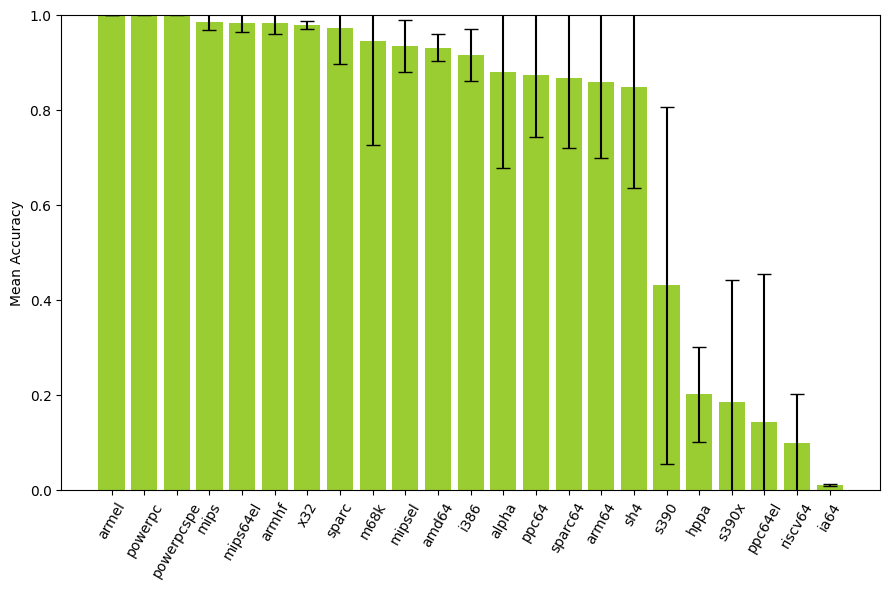 1.0
0.8
0.6
0.4
0.2
0.0
Mean Accuracy
armel
powerpc
powerpcspe
mips
mips64el
armhf
x32
sparc
m68k
mipsel
amd64
i386
alpha
ppc64
sparc64
arm64
sh4
s390
hppa
s390x
ppc64el
riscv64
ia64